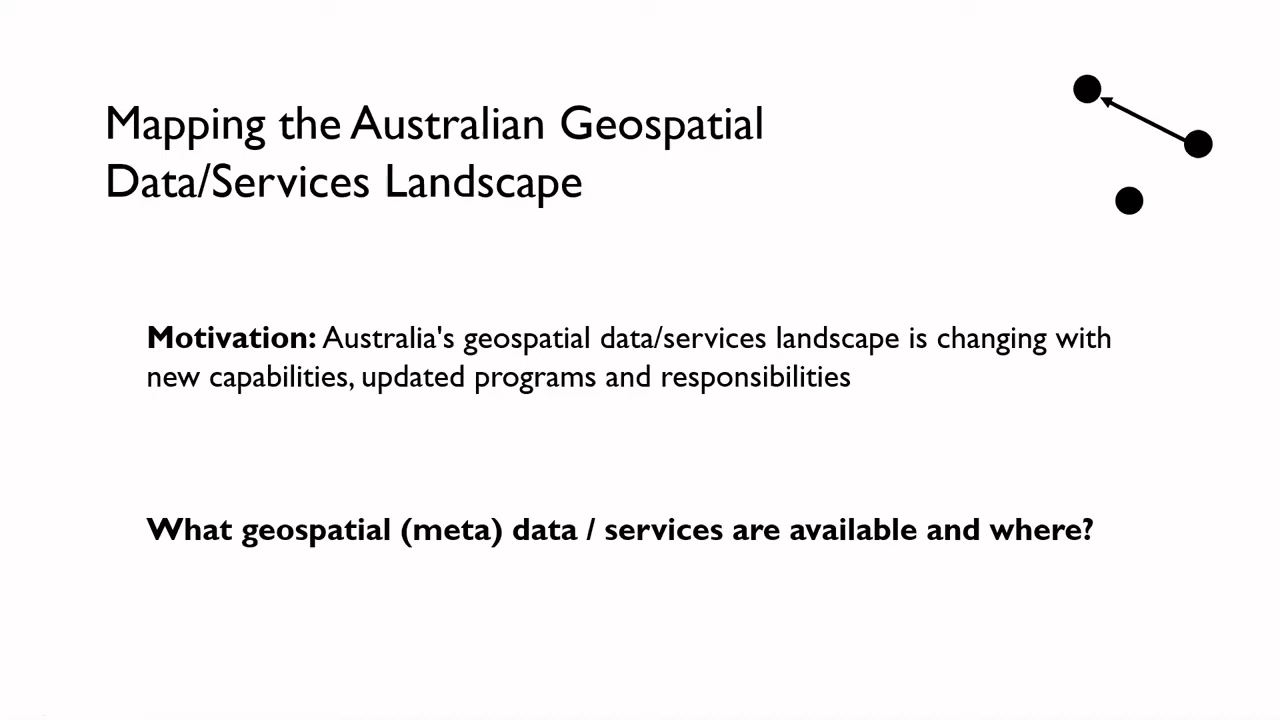 Mapping the Australian Geospatial
Data/Services Landscape
Motivation: Australia's geospatial data/services landscape is changing with
new capabilities, updated programs and responsibilities
What geospatial (meta) data / services are available and where?